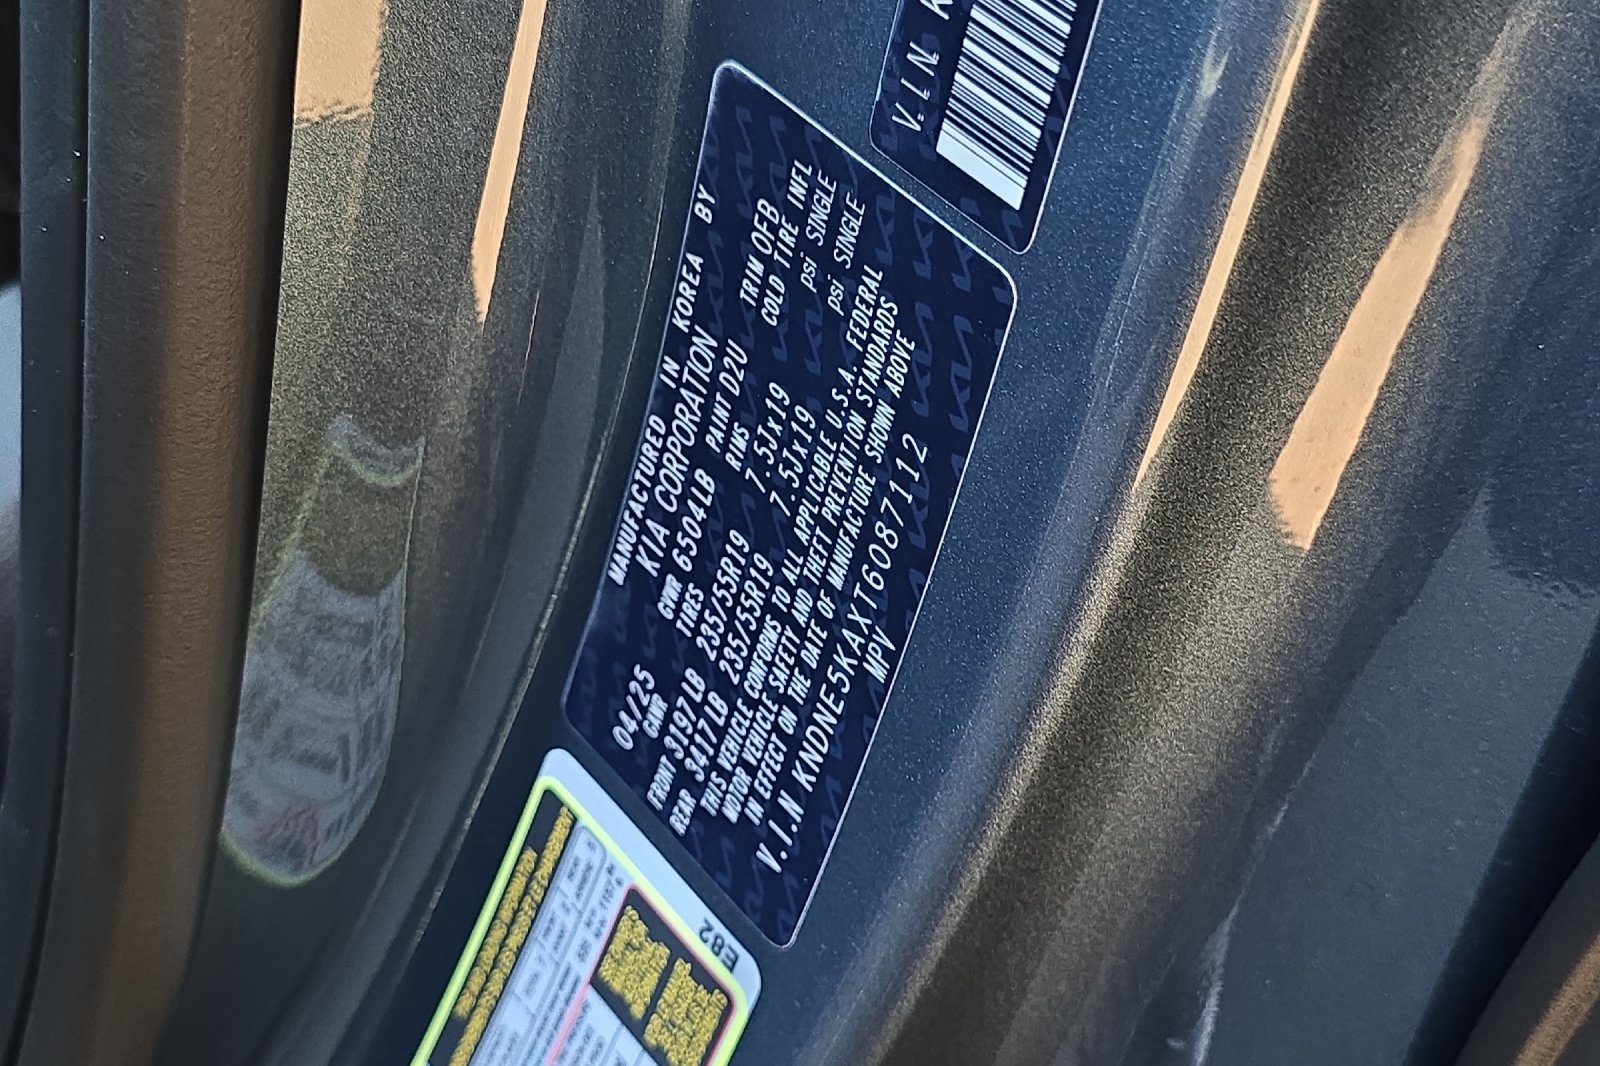 V.I.N K
MANUFACTURED IN KOREA BY
KIA CORPORATION
04/25 GWR 6504LB PAINT D2U TRIM OFB
GAWR TIRES RIMS COLD TIRE INFL
FRONT 3197LB 235/55R19 7.5Jx19 psi SINGLE
REAR 3417LB 235/55R19 7.5Jx19 psi SINGLE
THIS VEHICLE CONFORMS TO ALL APPLICABLE U.S.A. FEDERAL
MOTOR VEHICLE SAFETY AND THEFT PREVENTION STANDARDS
IN EFFECT ON THE DATE OF MANUFACTURE SHOWN ABOVE
V.I.N KNDNE5KAXT6087112
MPV
E82